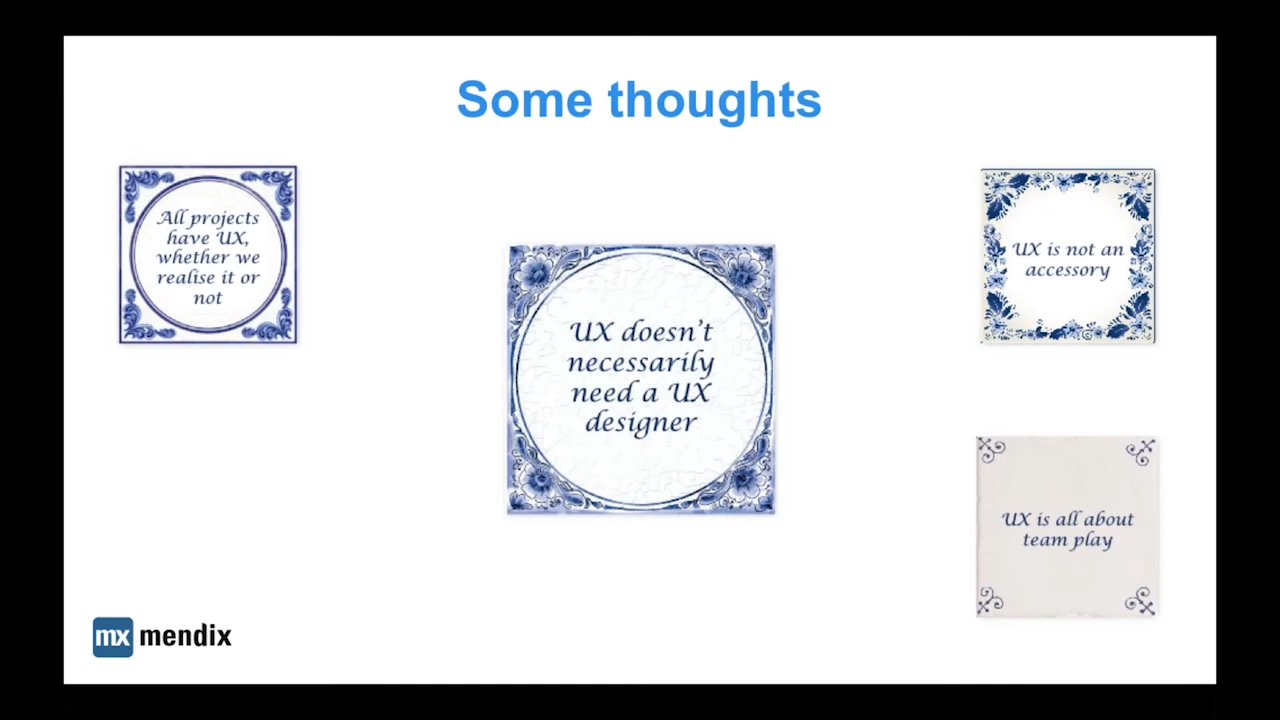 Some thoughts
All projects
have UX,
whether we
realise it or
not
UX doesn't
necessarily
need a UX
designer
UX is not an
accessory
UX is all about
team play
mx mendix